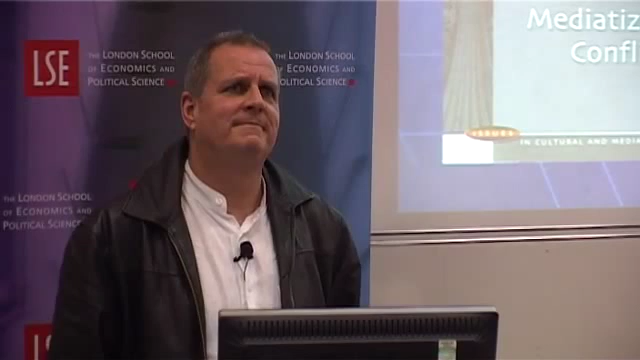 LSE
THE LONDON SCHOOL
OF ECONOMICS AND
POLITICAL SCIENCE
THE LONDON SCHOOL
OF ECONOMICS AND
POLITICAL SCIENCE
THE LONDON SCHOOL
OF ECONOMICS AND
POLITICAL SCIENCE
LSE
Mediatiz
Confl
ISSUES
IN CULTURAL AND MEDIA